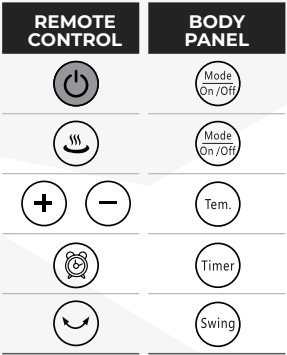 REMOTE
CONTROL
BODY
PANEL
Mode
On/Off
Mode
On/Off
Tem.
Timer
Swing